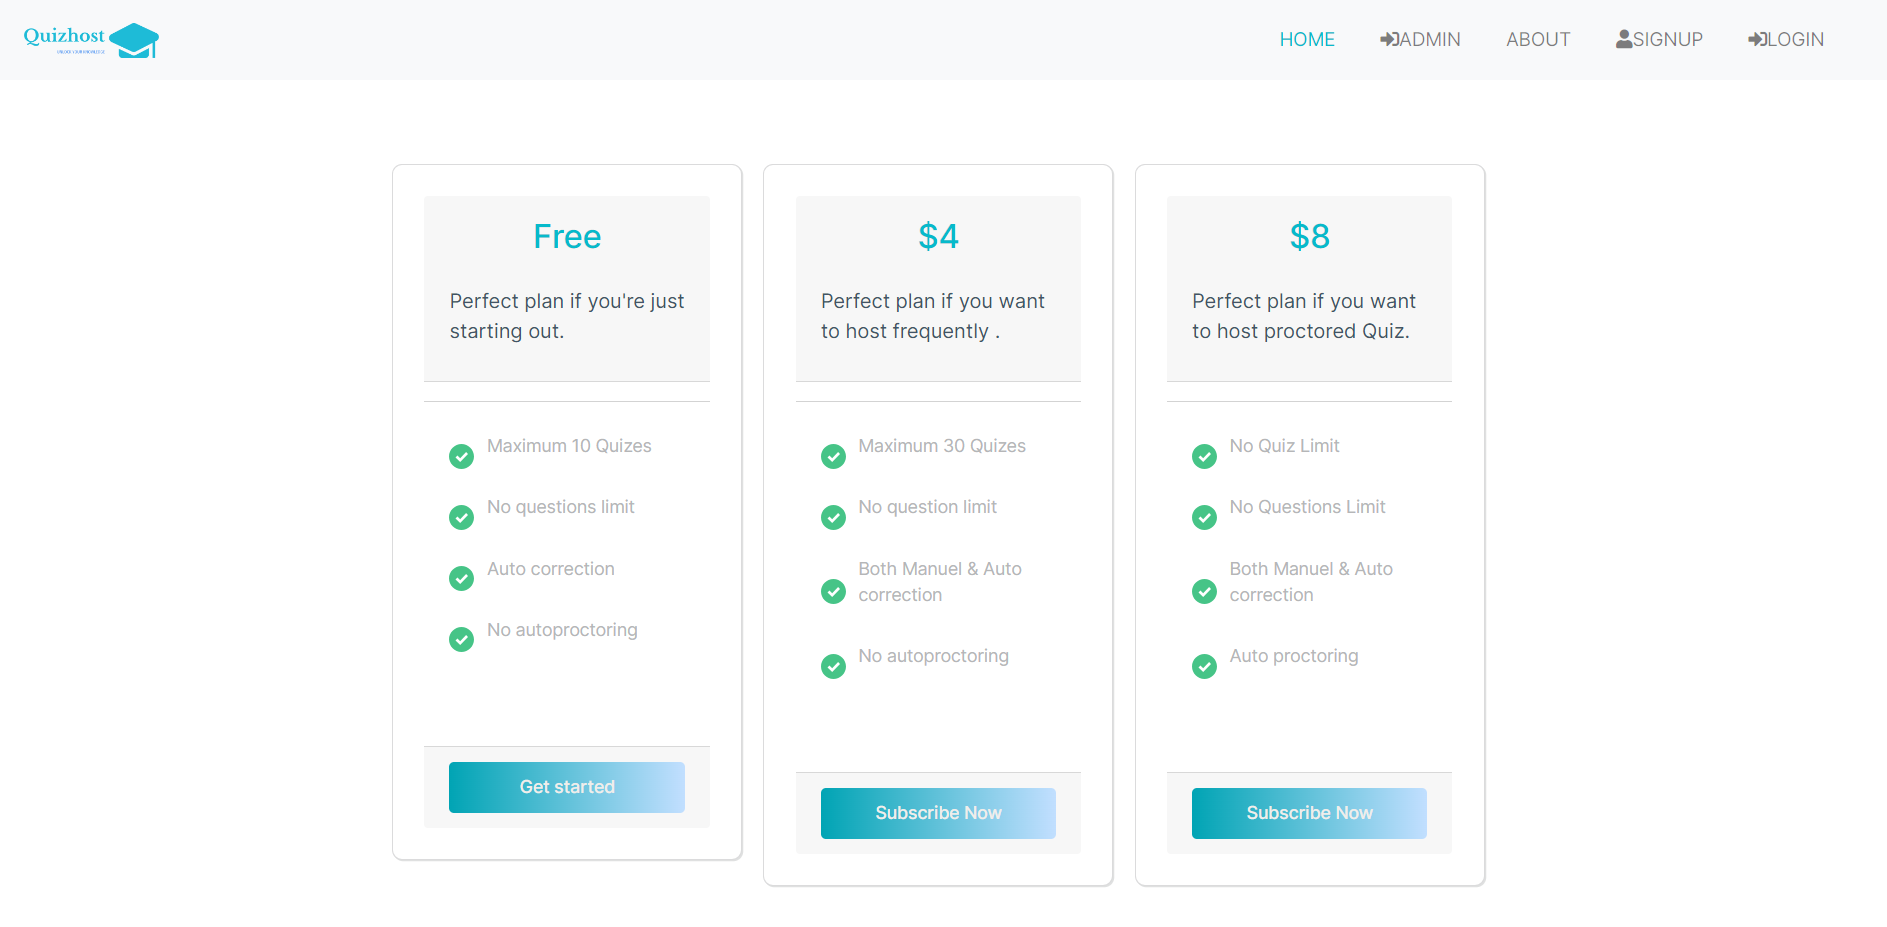 Quizhost
UNLOCK YOUR KNOWLEDGE
HOME
ADMIN
ABOUT
SIGNUP
LOGIN
Free
Perfect plan if you're just
starting out.
Maximum 10 Quizes
No questions limit
Auto correction
No autoproctoring
Get started
$4
Perfect plan if you want
to host frequently .
Maximum 30 Quizes
No question limit
Both Manuel & Auto
correction
No autoproctoring
Subscribe Now
$8
Perfect plan if you want
to host proctored Quiz.
No Quiz Limit
No Questions Limit
Both Manuel & Auto
correction
Auto proctoring
Subscribe Now